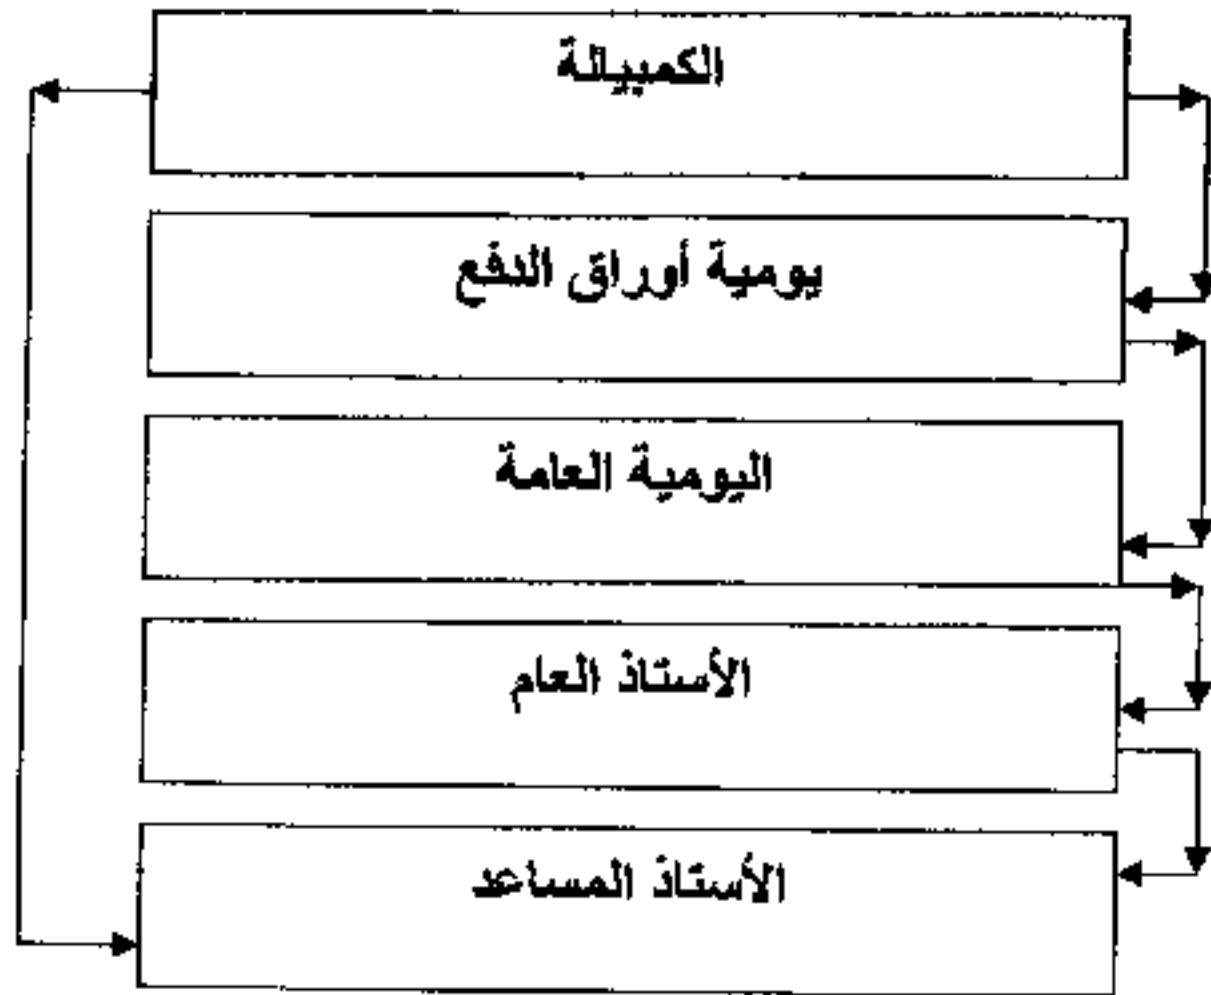 الكمبيالة
يومية أوراق الدفع
اليومية العامة
الأستاذ العام
الأستاذ المساعد